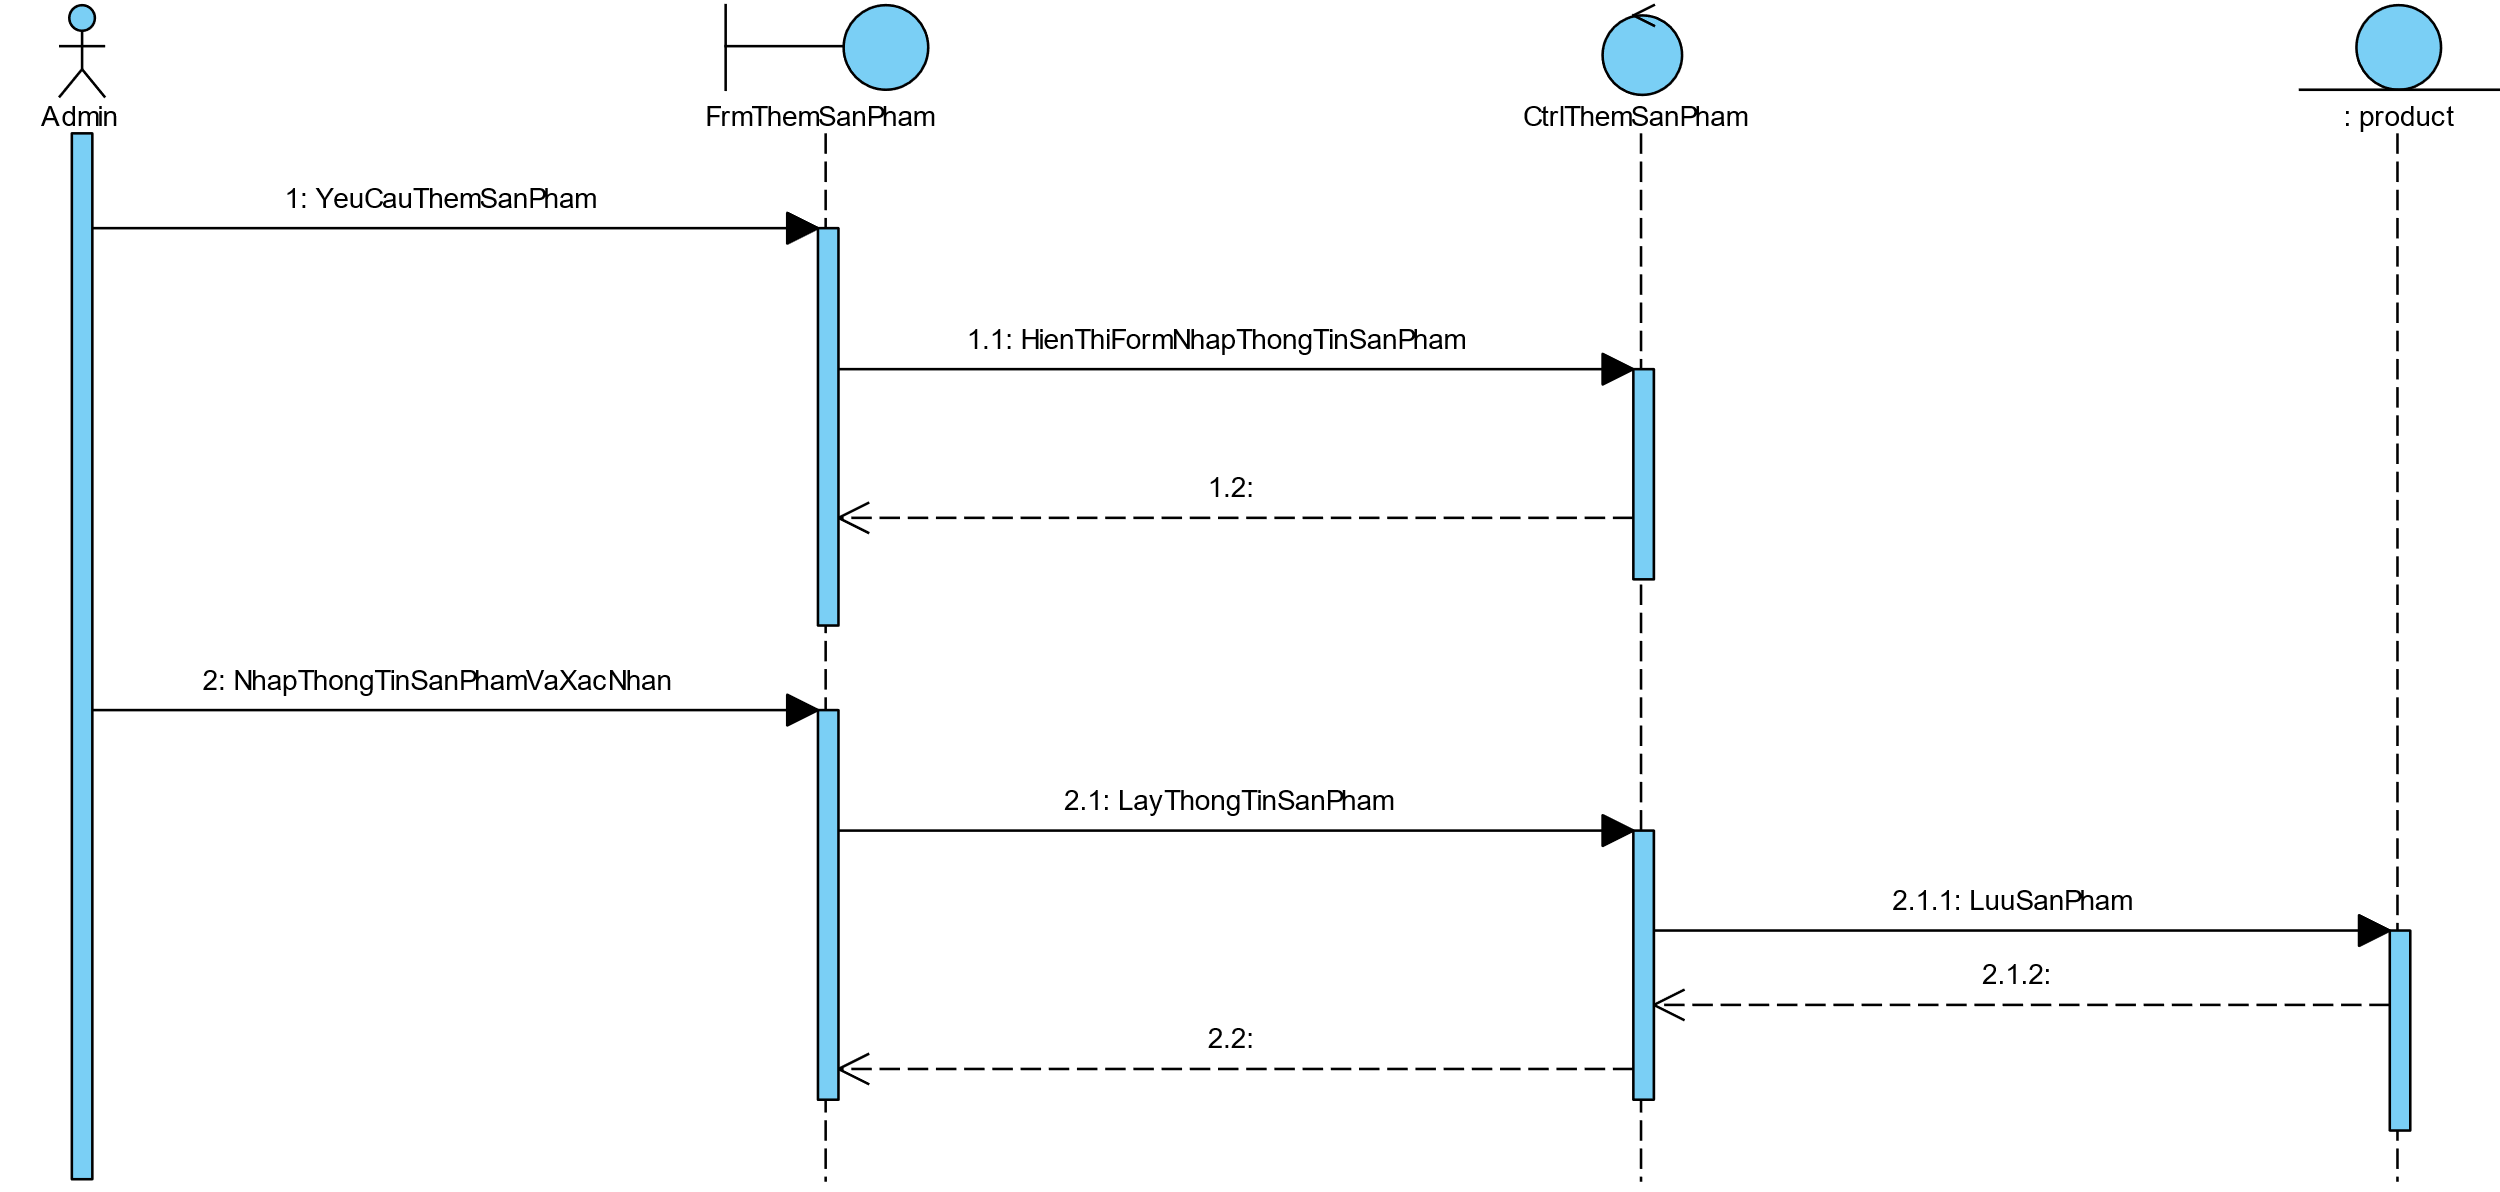 Admin
FrmThemSanPham
CtrlThemSanPham
: product
1: YeuCauThemSanPham
1.1: HienThiFormNhapThongTinSanPham
1.2:
2: NhapThongTinSanPhamVaXacNhan
2.1: LayThongTinSanPham
2.1.1: LuuSanPham
2.1.2:
2.2: